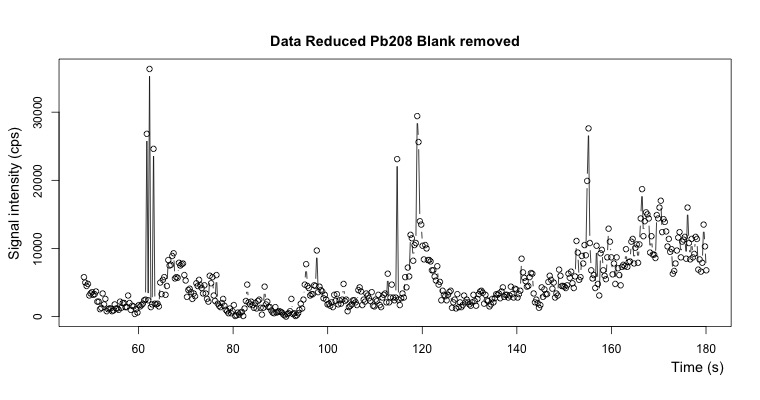 Data Reduced Pb208 Blank removed
Signal intensity (cps)
30000
20000
10000
0
60 80 100 120 140 160 180
Time (s)